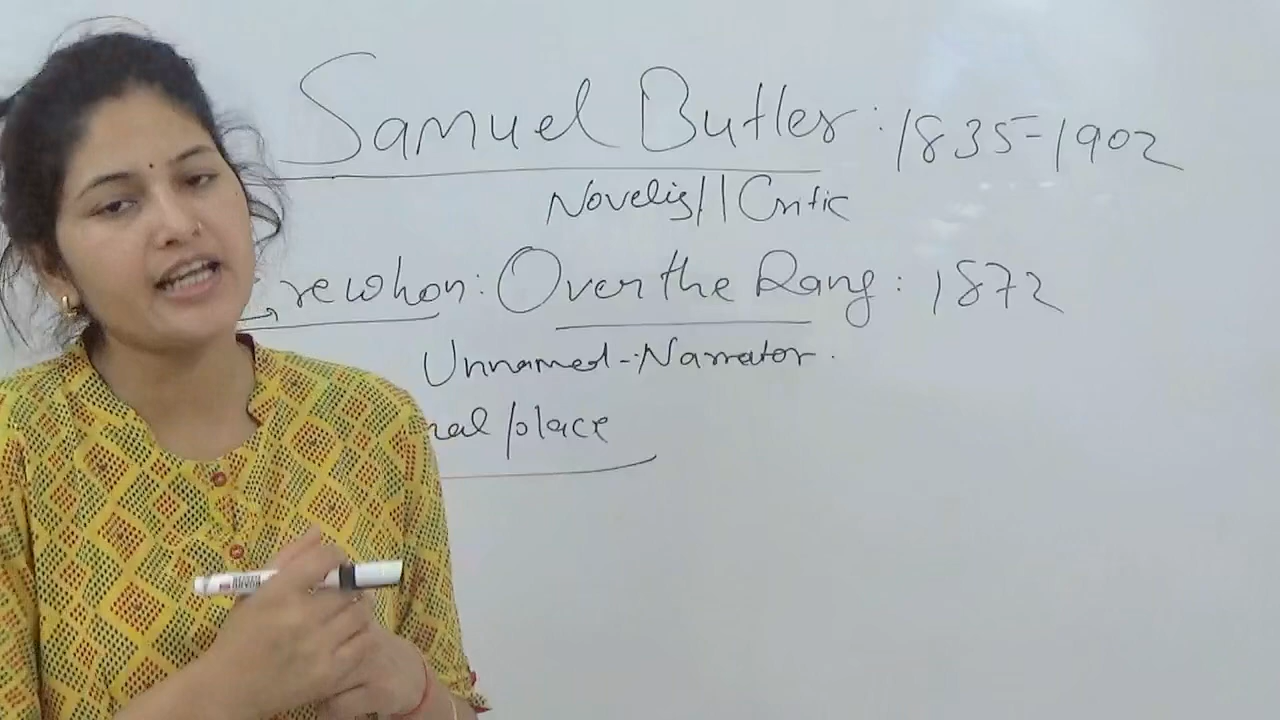 Samuel Butler : 1835-1902
Novelist/Critic
rewhon : Over the Rang : 1872
Unnamed - Narrator .
nal place